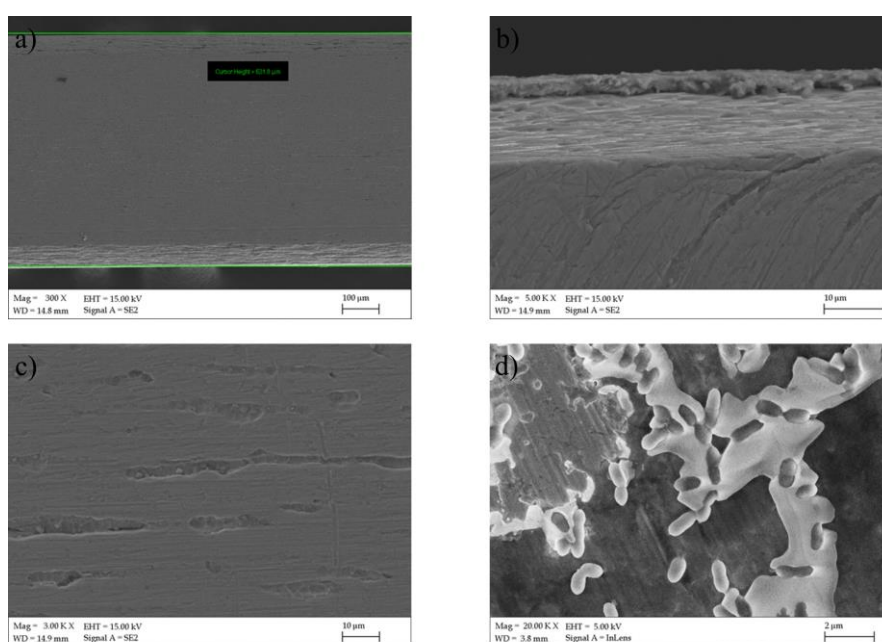 a)
Cursor Height = 621.5 µm
Mag = 300 X EHT = 15.00 kV 100 µm
WD = 14.8 mm Signal A = SE2
b)
Mag = 5.00 K X EHT = 15.00 kV 10 µm
WD = 14.9 mm Signal A = SE2
c)
Mag = 3.00 K X EHT = 15.00 kV 10 µm
WD = 14.9 mm Signal A = SE2
d)
Mag = 20.00 K X EHT = 5.00 kV 2 µm
WD = 3.8 mm Signal A = InLens